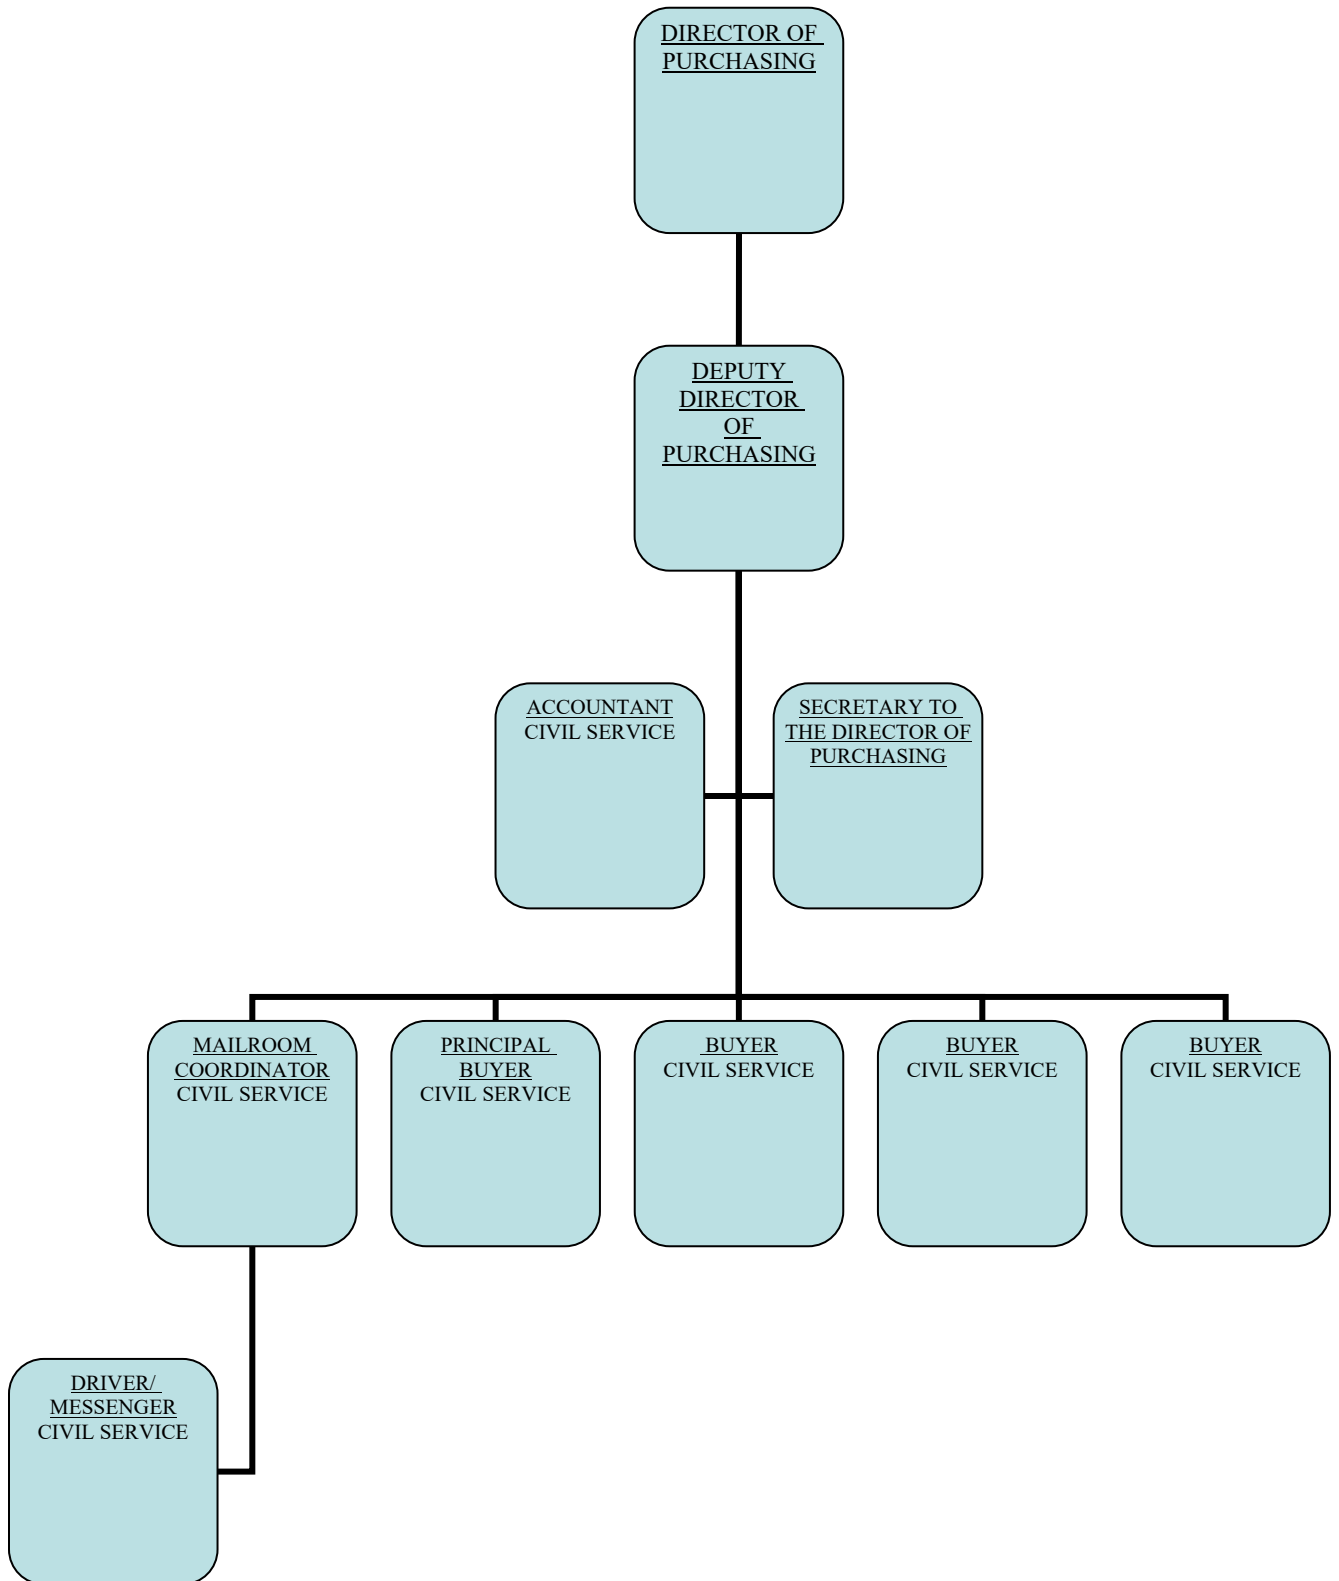 DIRECTOR OF
PURCHASING
DEPUTY
DIRECTOR
OF
PURCHASING
ACCOUNTANT
CIVIL SERVICE
SECRETARY TO
THE DIRECTOR OF
PURCHASING
MAILROOM
COORDINATOR
CIVIL SERVICE
PRINCIPAL
BUYER
CIVIL SERVICE
BUYER
CIVIL SERVICE
BUYER
CIVIL SERVICE
BUYER
CIVIL SERVICE
DRIVER/
MESSENGER
CIVIL SERVICE